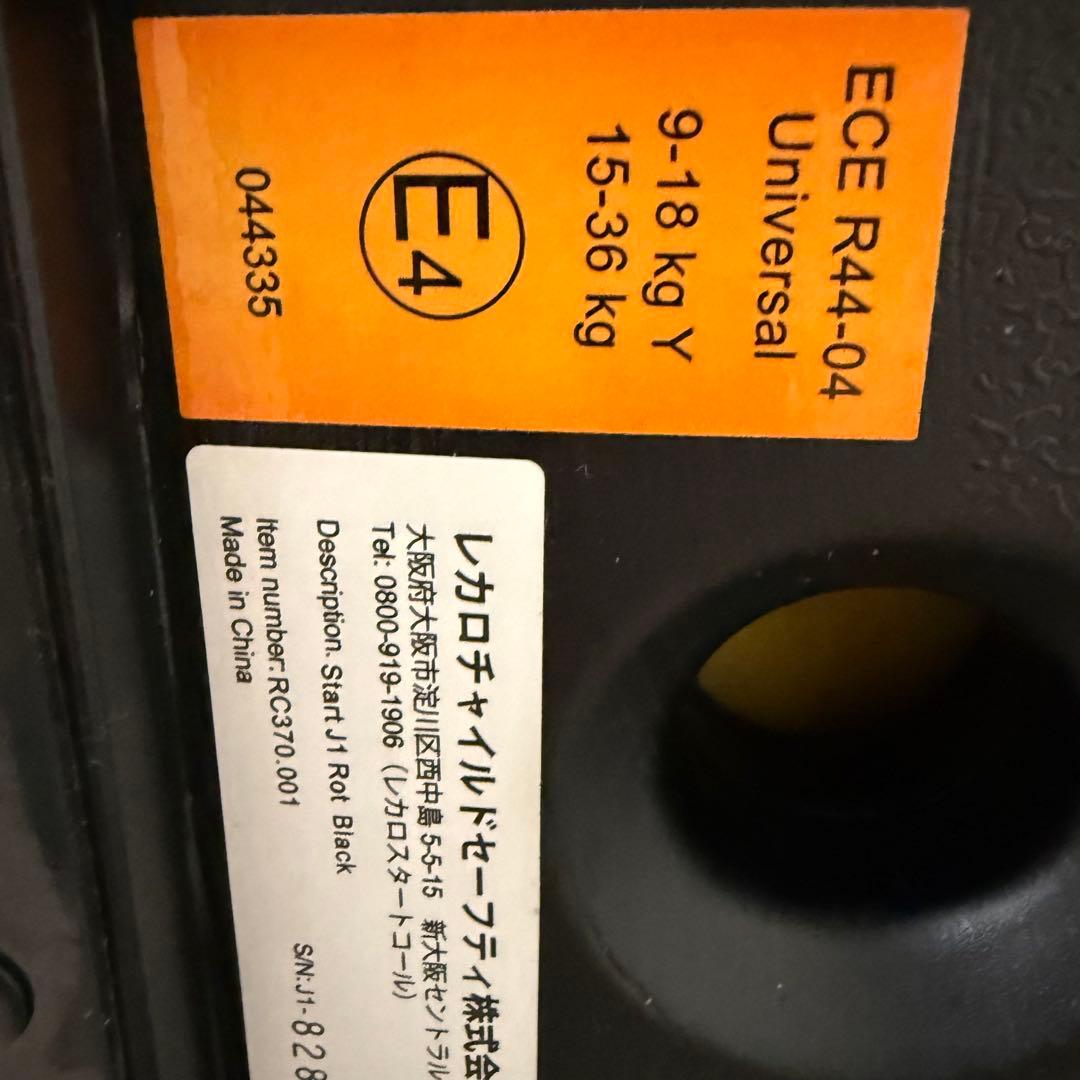 ECE R44-04
Universal
9-18 kg Y
15-36 kg
E4
044335
レカロチャイルドセーフティ株式会
大阪府大阪市淀川区西中島 5-5-15 新大阪セントラル
Tel: 0800-919-1906 (レカロスタートコール)
Description. Start J1 Rot Black
S/N:J1-828
Item number: RC370.001
Made in China